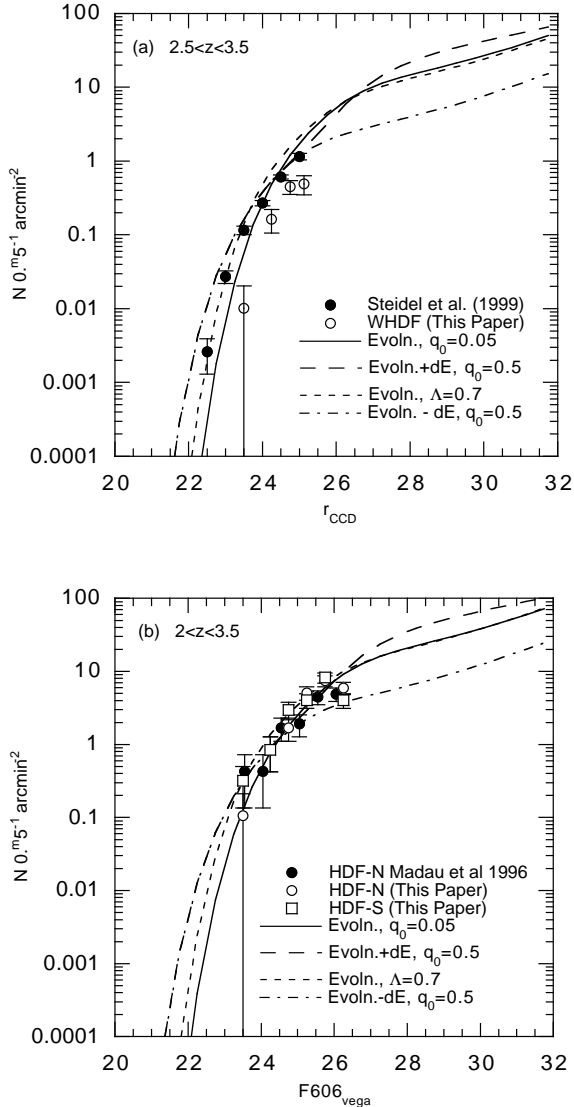 (a) 2.5<z<3.5
100
10
1
0.1
0.01
0.001
0.0001
N 0.ᵐ5⁻¹ arcmin⁻²
Steidel et al. (1999)
WHDF (This Paper)
Evoln., q₀=0.05
Evoln.+dE, q₀=0.5
Evoln., Λ=0.7
Evoln. - dE, q₀=0.5
20 22 24 26 28 30 32
r_CCD
(b) 2<z<3.5
100
10
1
0.1
0.01
0.001
0.0001
N 0.ᵐ5⁻¹ arcmin⁻²
HDF-N Madau et al 1996
HDF-N (This Paper)
HDF-S (This Paper)
Evoln., q₀=0.05
Evoln.+dE, q₀=0.5
Evoln., Λ=0.7
Evoln.-dE, q₀=0.5
20 22 24 26 28 30 32
F606_vega